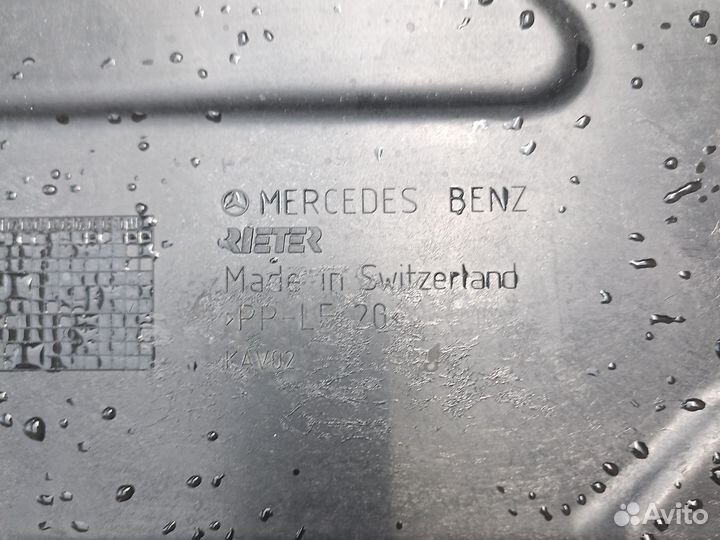 MERCEDES BENZ
RIETER
Made in Switzerland
>PP-LF 20<
KAV02
Avito